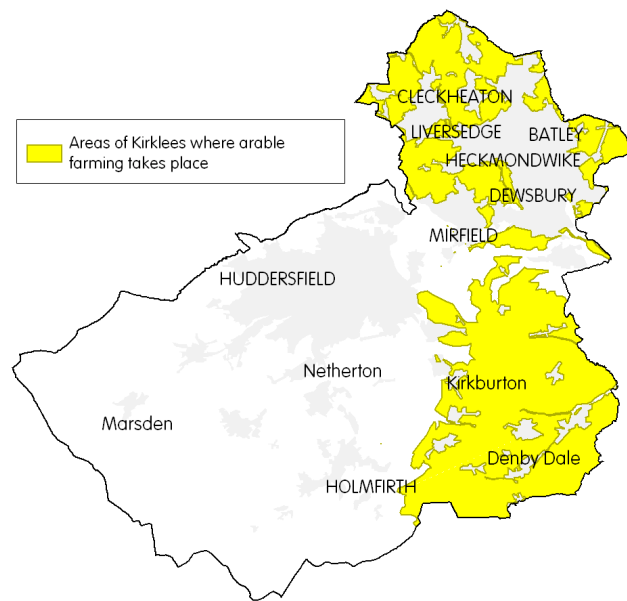 CLECKHEATON
LIVERSEDGE
BATLEY
Areas of Kirklees where arable
farming takes place
HECKMONDWIKE
DEWSBURY
MIRFIELD
HUDDERSFIELD
Netherton
Kirkburton
Marsden
Denby Dale
HOLMFIRTH